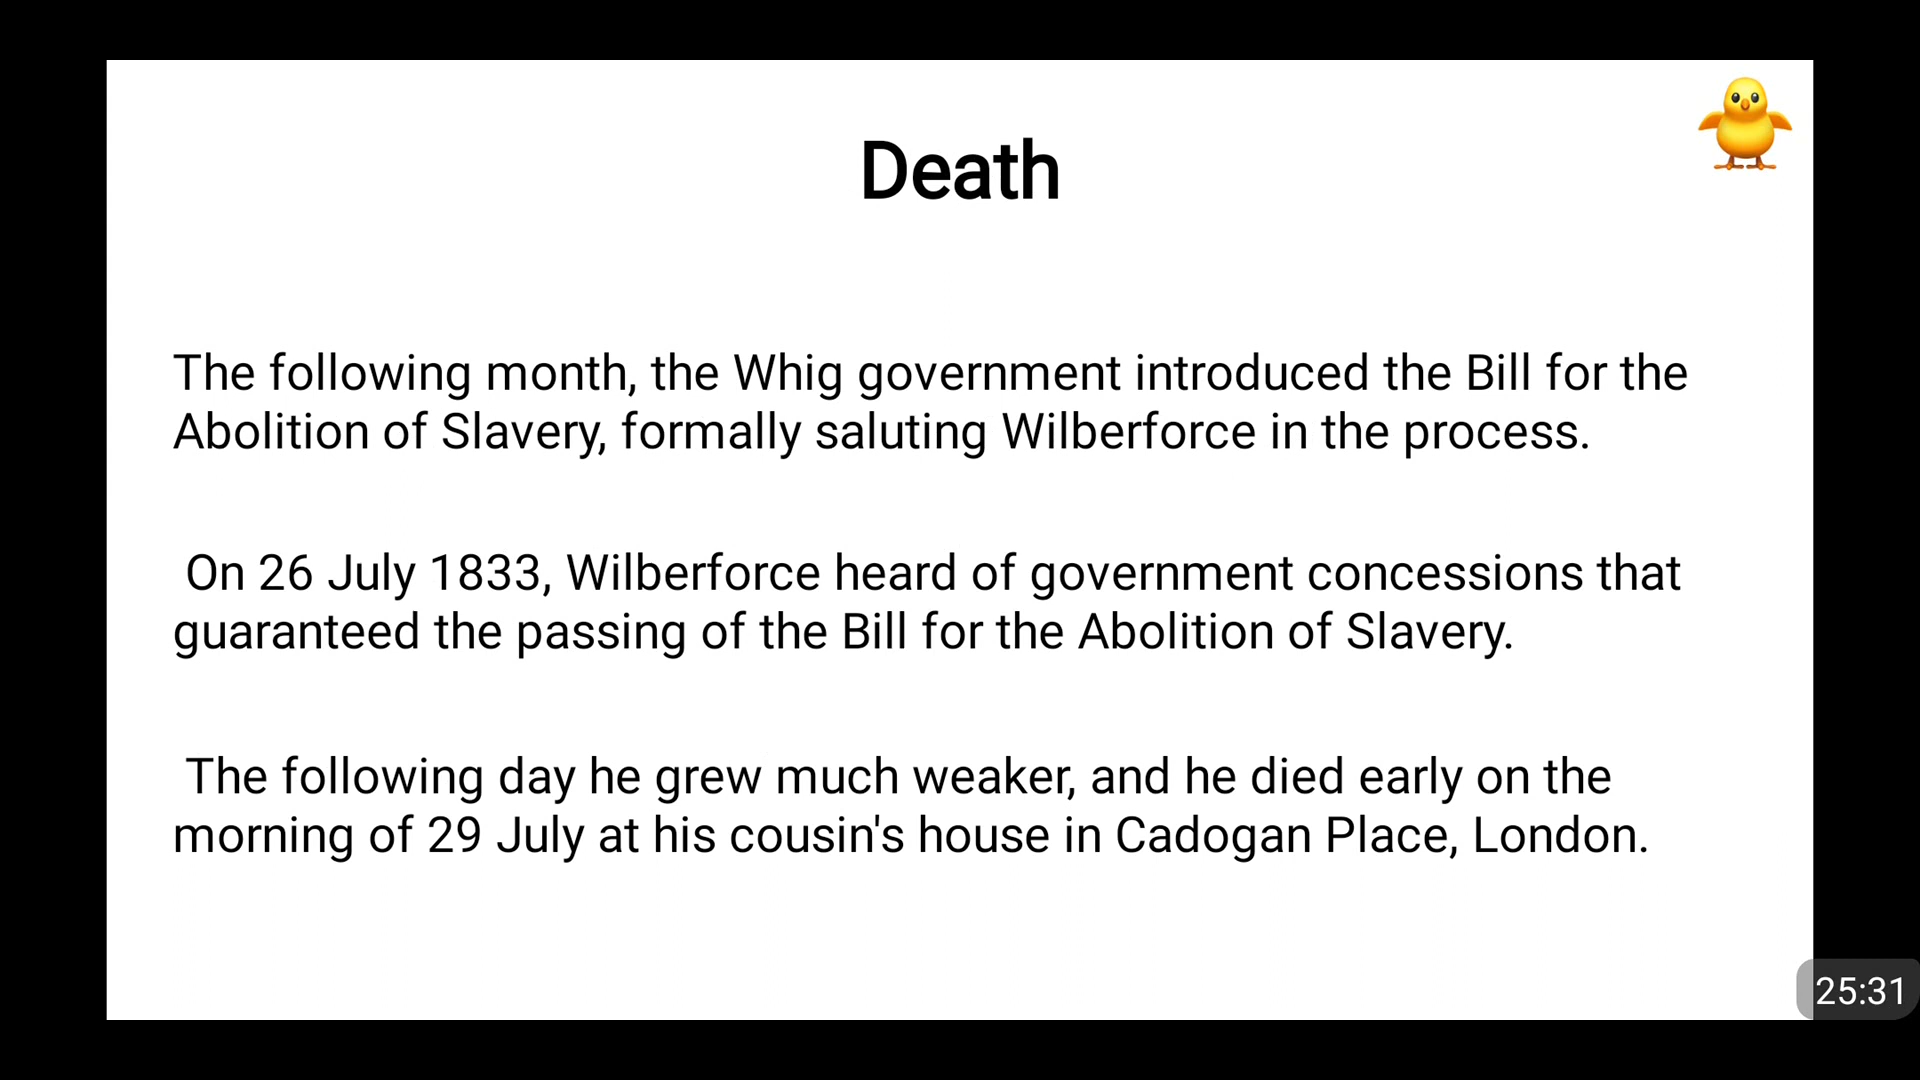 Death
The following month, the Whig government introduced the Bill for the
Abolition of Slavery, formally saluting Wilberforce in the process.
On 26 July 1833, Wilberforce heard of government concessions that
guaranteed the passing of the Bill for the Abolition of Slavery.
The following day he grew much weaker, and he died early on the
morning of 29 July at his cousin's house in Cadogan Place, London.
25:31